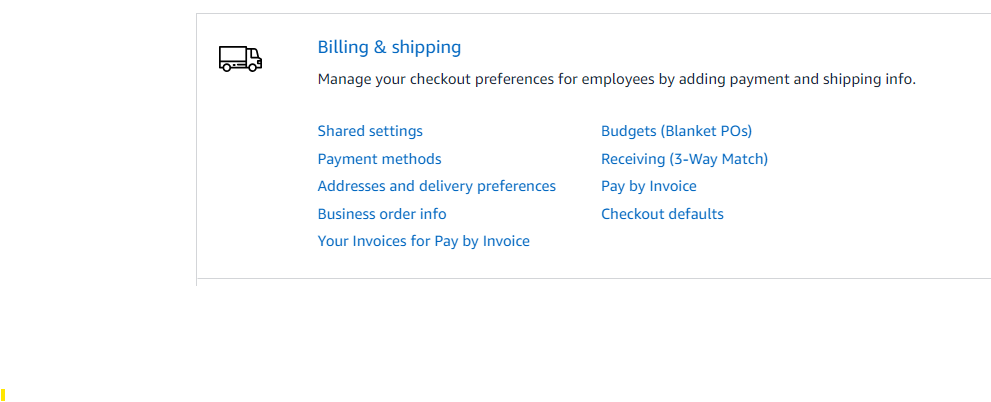 Billing & shipping
Manage your checkout preferences for employees by adding payment and shipping info.
Shared settings
Payment methods
Addresses and delivery preferences
Business order info
Your Invoices for Pay by Invoice
Budgets (Blanket POs)
Receiving (3-Way Match)
Pay by Invoice
Checkout defaults